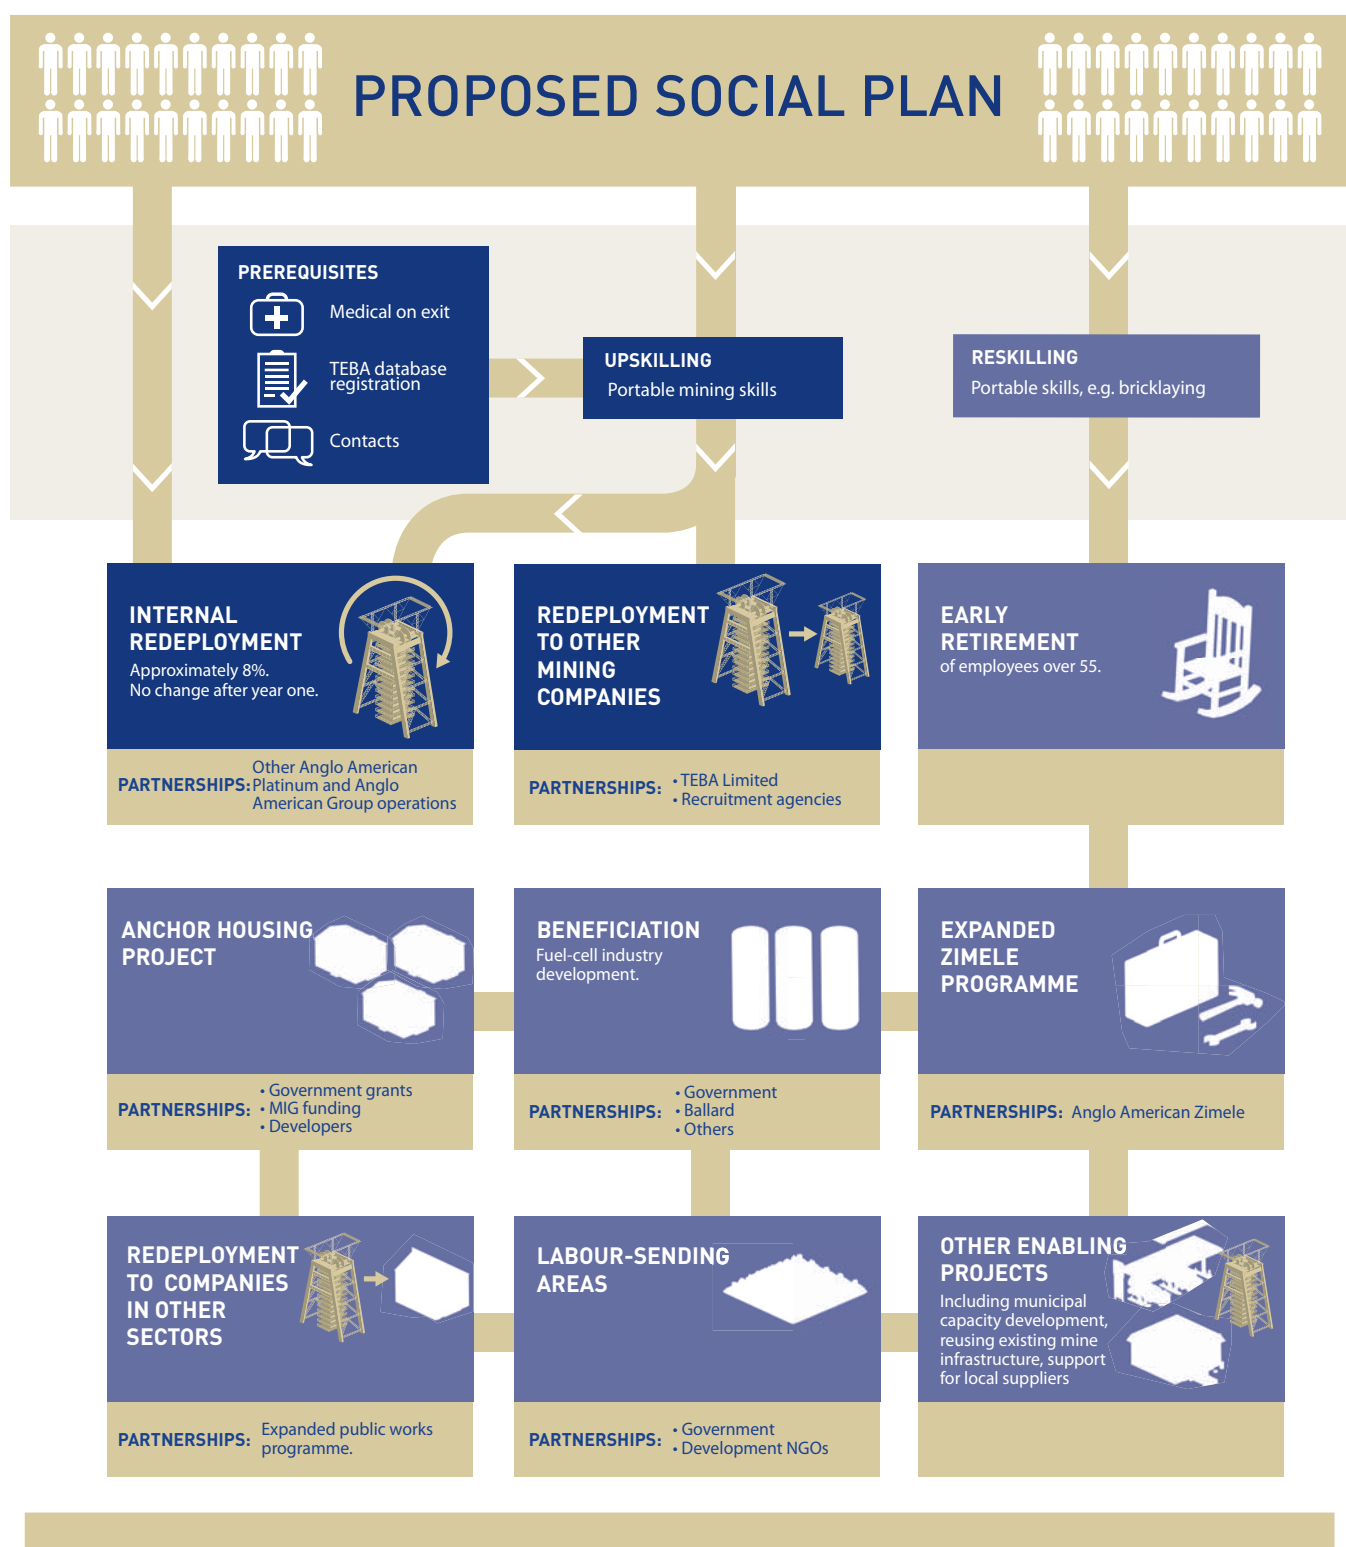 PROPOSED SOCIAL PLAN
PREREQUISITES
Medical on exit
TEBA database
registration
Contacts
UPSKILLING
Portable mining skills
RESKILLING
Portable skills, e.g. bricklaying
INTERNAL
REDEPLOYMENT
Approximately 8%.
No change after year one.
PARTNERSHIPS:
Other Anglo American
Platinum and Anglo
American Group operations
REDEPLOYMENT
TO OTHER
MINING
COMPANIES
PARTNERSHIPS:
• TEBA Limited
• Recruitment agencies
EARLY
RETIREMENT
of employees over 55.
ANCHOR HOUSING
PROJECT
PARTNERSHIPS:
• Government grants
• MIG funding
• Developers
BENEFICIATION
Fuel-cell industry
development.
PARTNERSHIPS:
• Government
• Ballard
• Others
EXPANDED
ZIMELE
PROGRAMME
PARTNERSHIPS: Anglo American Zimele
REDEPLOYMENT
TO COMPANIES
IN OTHER
SECTORS
PARTNERSHIPS:
Expanded public works
programme.
LABOUR-SENDING
AREAS
PARTNERSHIPS:
• Government
• Development NGOs
OTHER ENABLING
PROJECTS
Including municipal
capacity development,
reusing existing mine
infrastructure, support
for local suppliers